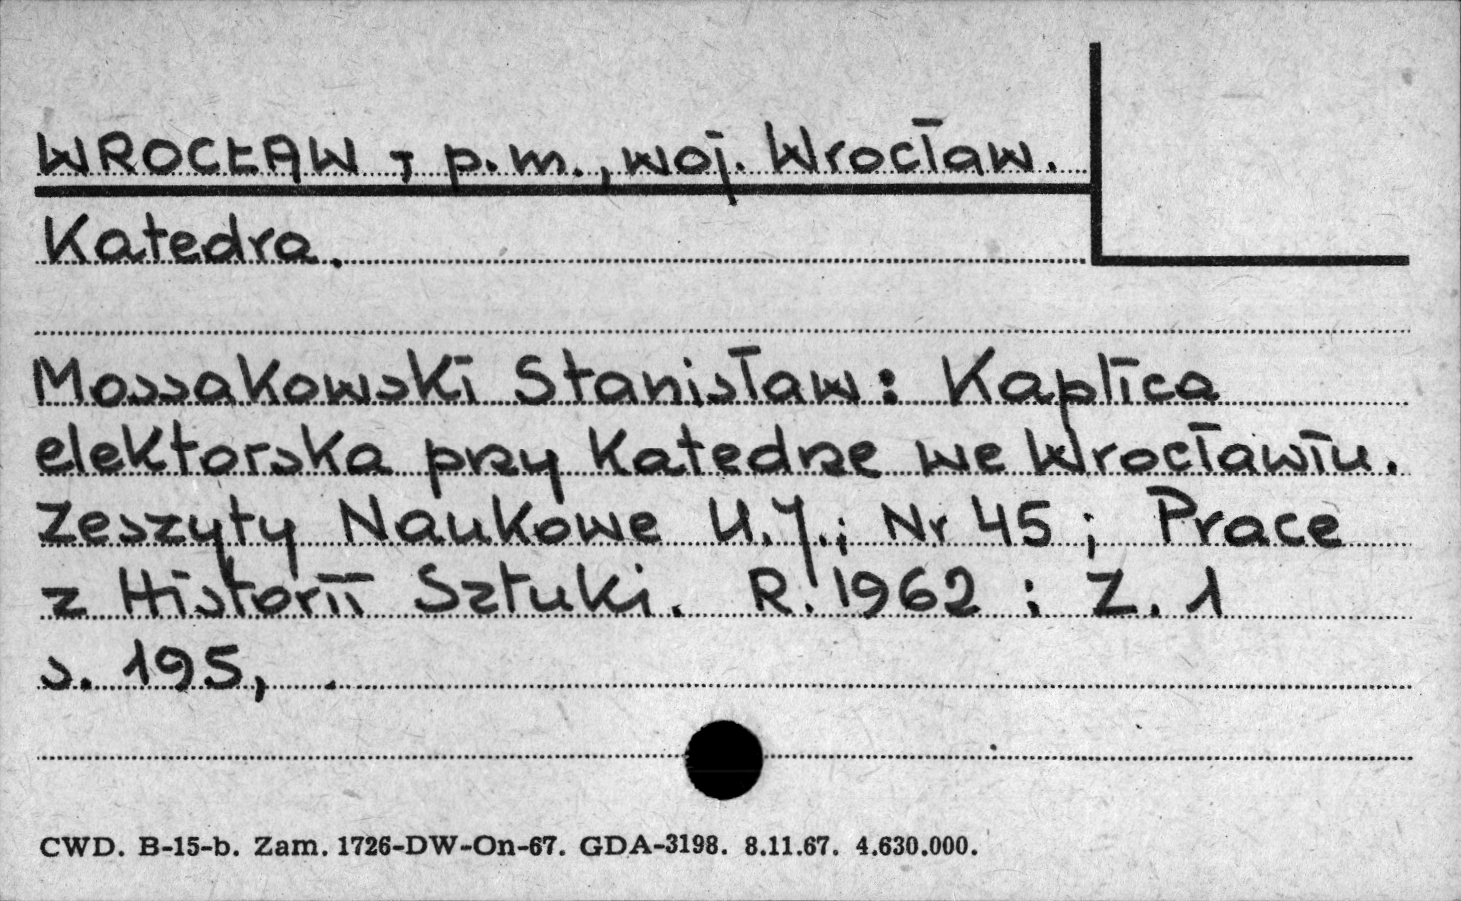 WROCŁAW, p.m., woj. Wrocław.
Katedra.
Mossakowski Stanisław: Kaplica
elektorska przy Katedrze we Wrocławiu.
Zeszyty Naukowe U.J.; Nr 45; Prace
z Historii Sztuki. R. 1962; Z. 1
s. 195, .
CWD. B-15-b. Zam. 1726-DW-On-67. GDA-3198. 8.11.67. 4.630.000.